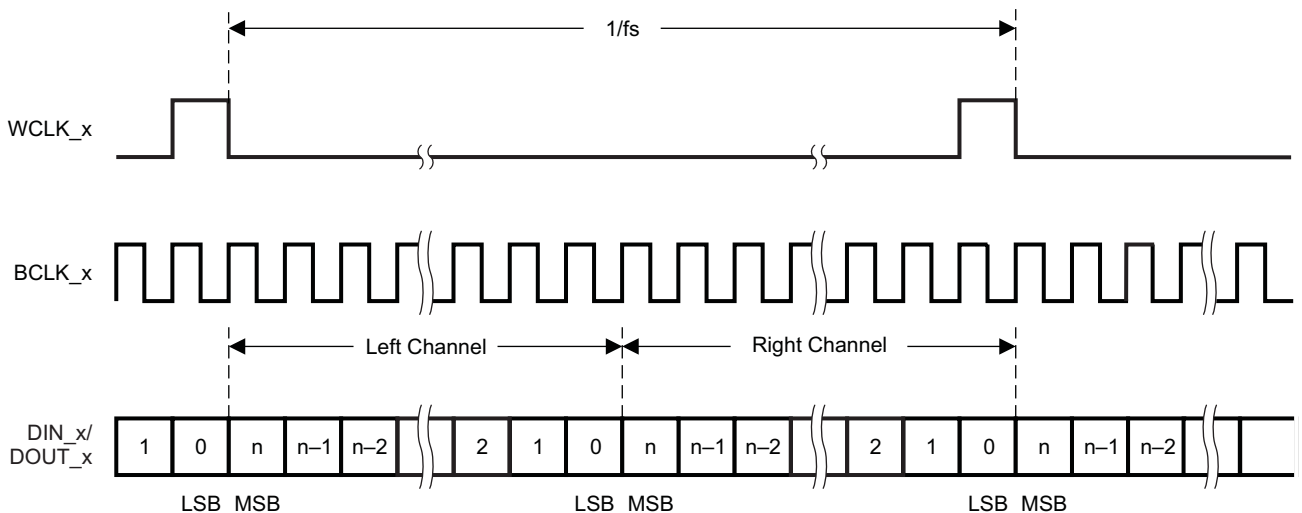 1/fs
WCLK_x
BCLK_x
Left Channel Right Channel
DIN_x/
DOUT_x
1 0 n n–1 n–2 2 1 0 n n–1 n–2 2 1 0 n n–1 n–2
LSB MSB LSB MSB LSB MSB